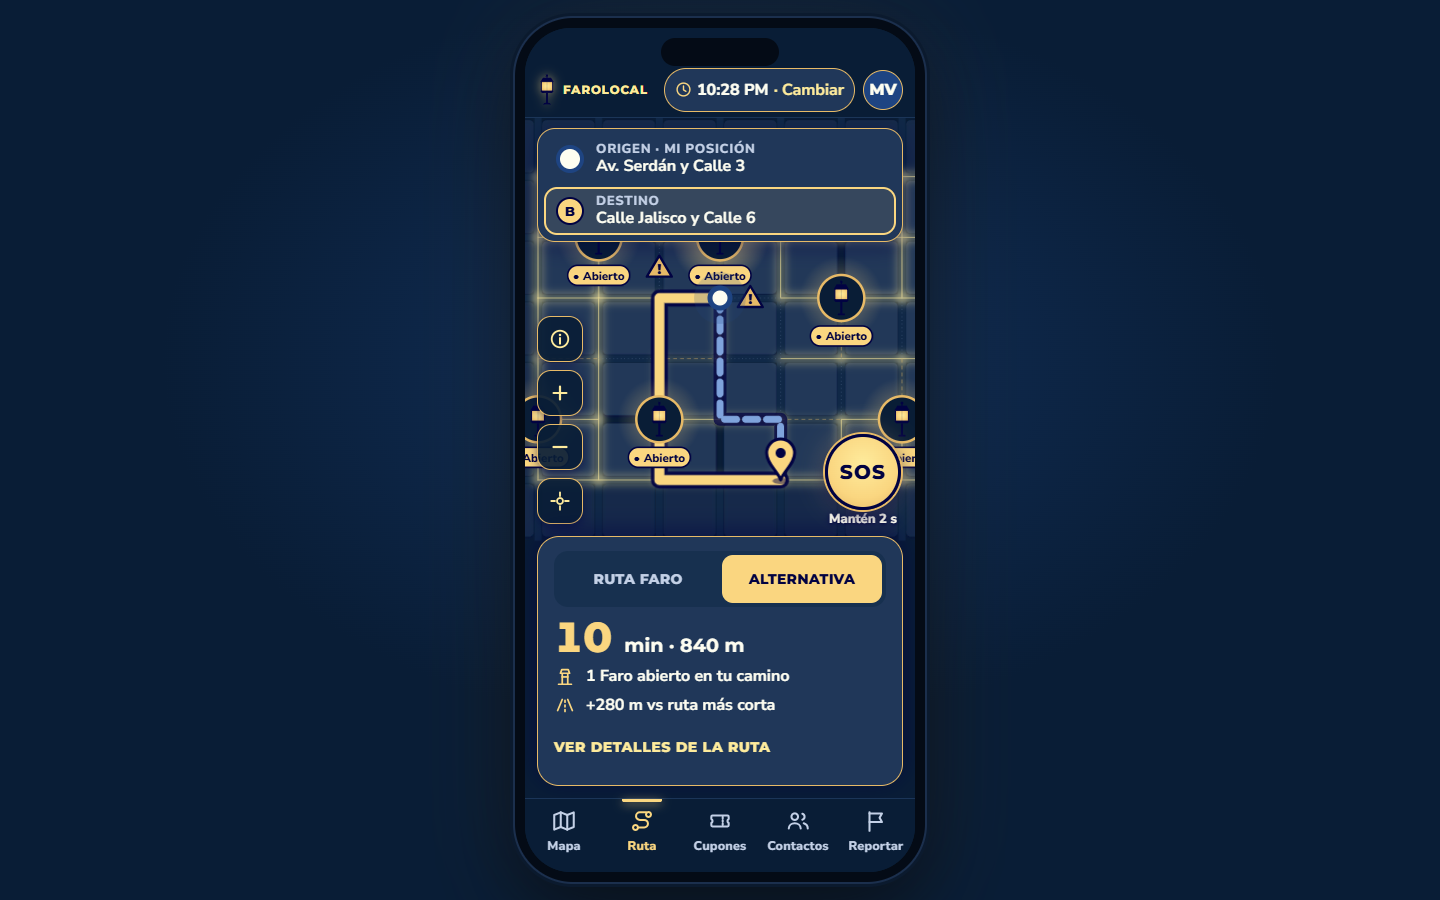 FAROLOCAL
10:28 PM · Cambiar
MV
ORIGEN · MI POSICIÓN
Av. Serdán y Calle 3
B
DESTINO
Calle Jalisco y Calle 6
Abierto
Abierto
Abierto
Abierto
SOS
Mantén 2 s
RUTA FARO
ALTERNATIVA
10 min · 840 m
1 Faro abierto en tu camino
+280 m vs ruta más corta
VER DETALLES DE LA RUTA
Mapa
Ruta
Cupones
Contactos
Reportar